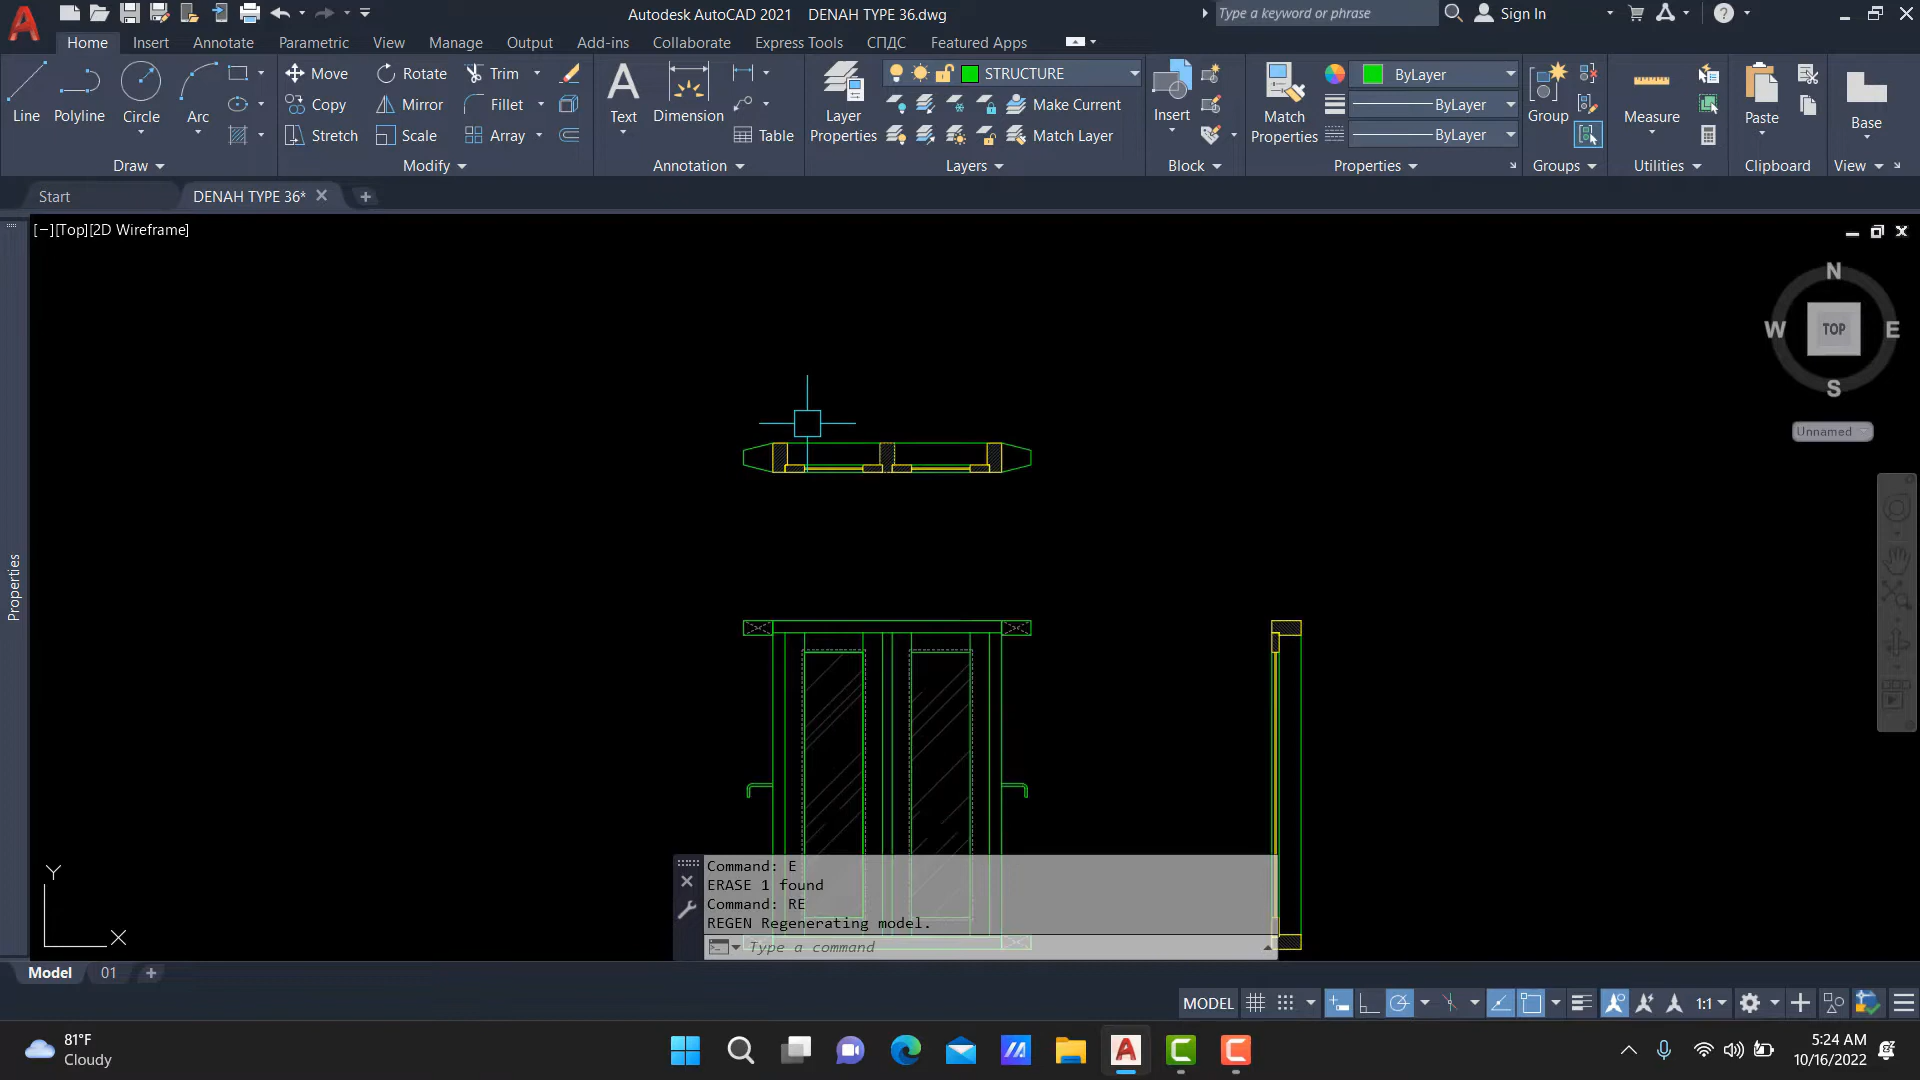 Autodesk AutoCAD 2021 DENAH TYPE 36.dwg
Type a keyword or phrase
Sign In
Home Insert Annotate Parametric View Manage Output Add-ins Collaborate Express Tools СПДС Featured Apps
Line Polyline Circle Arc
Move Rotate Trim
Copy Mirror Fillet
Stretch Scale Array
Text Dimension Table
Layer Properties
STRUCTURE
Make Current
Match Layer
Insert
Match Properties
ByLayer
ByLayer
ByLayer
Group
Measure
Paste
Base
Draw Modify Annotation Layers Block Properties Groups Utilities Clipboard View
Start DENAH TYPE 36*
[−][Top][2D Wireframe]
N
W TOP E
S
Unnamed
Properties
Y
X
Command: E
ERASE 1 found
Command: RE
REGEN Regenerating model.
Type a command
Model 01
MODEL 1:1
81°F
Cloudy
5:24 AM
10/16/2022